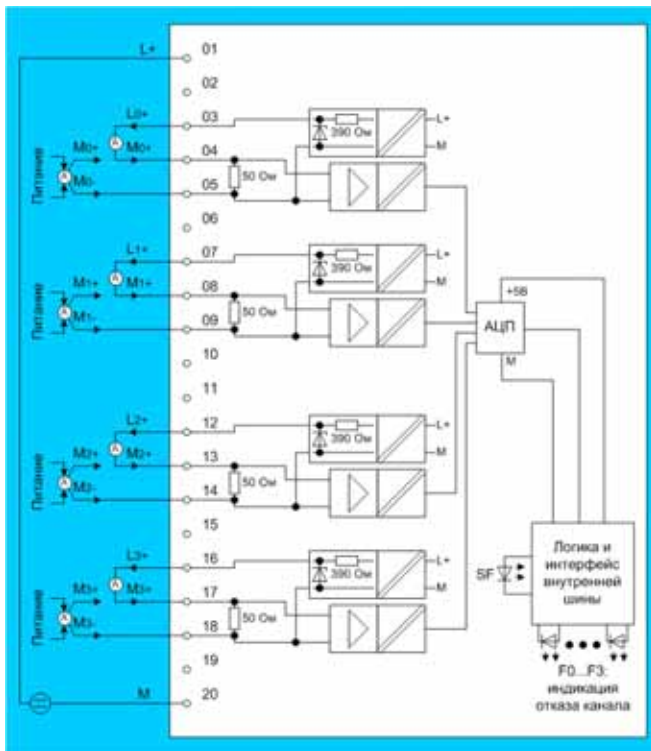 L+
01
02
L0+
03
M0+
M0+
04
M0-
05
A
A
Питание
390 Ом
L+
M
50 Ом
06
L1+
07
M1+
M1+
08
M1-
09
A
A
Питание
390 Ом
L+
M
50 Ом
+5В
АЦП
M
10
11
L2+
12
M2+
M2+
13
M2-
14
A
A
Питание
390 Ом
L+
M
50 Ом
15
L3+
16
M3+
M3+
17
M3-
18
A
A
Питание
390 Ом
L+
M
50 Ом
SF
Логика и
интерфейс
внутренней
шины
19
M
20
F0...F3:
индикация
отказа канала